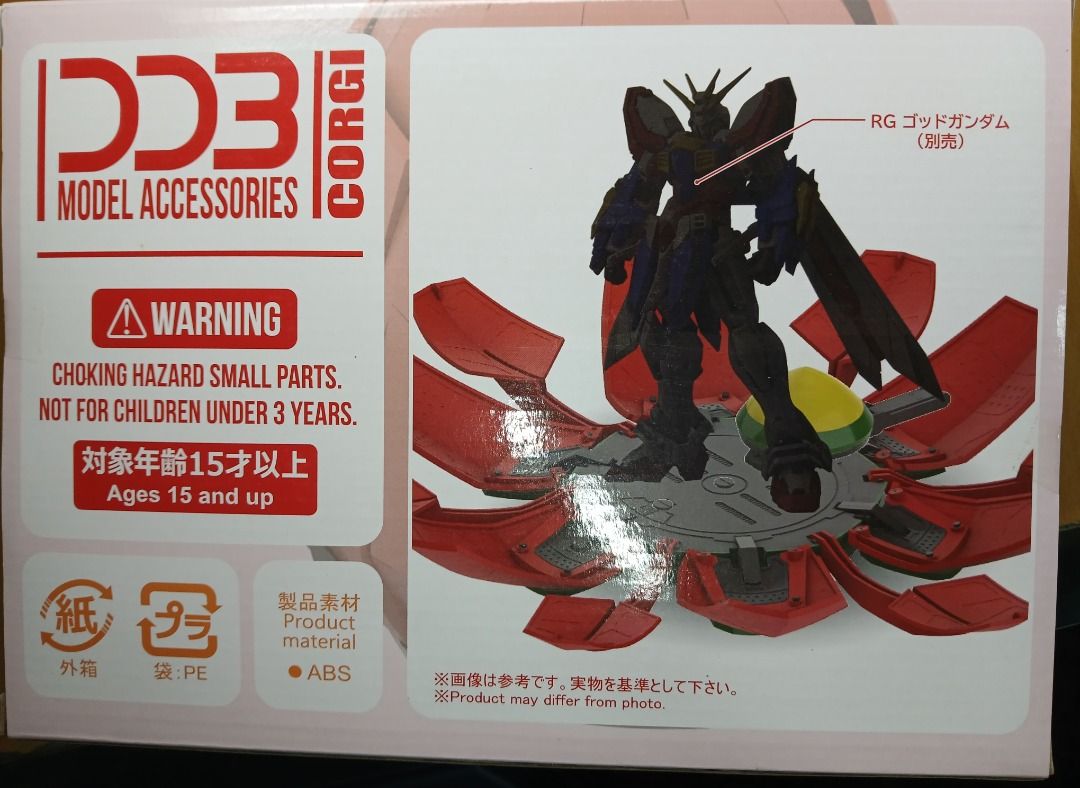 DDB
MODEL ACCESSORIES
CORGI
WARNING
CHOKING HAZARD SMALL PARTS.
NOT FOR CHILDREN UNDER 3 YEARS.
対象年齢15才以上
Ages 15 and up
紙
外箱
プラ
袋:PE
製品素材
Product
material
●ABS
RG ゴッドガンダム
（別売）
※画像は参考です。実物を基準として下さい。
※Product may differ from photo.